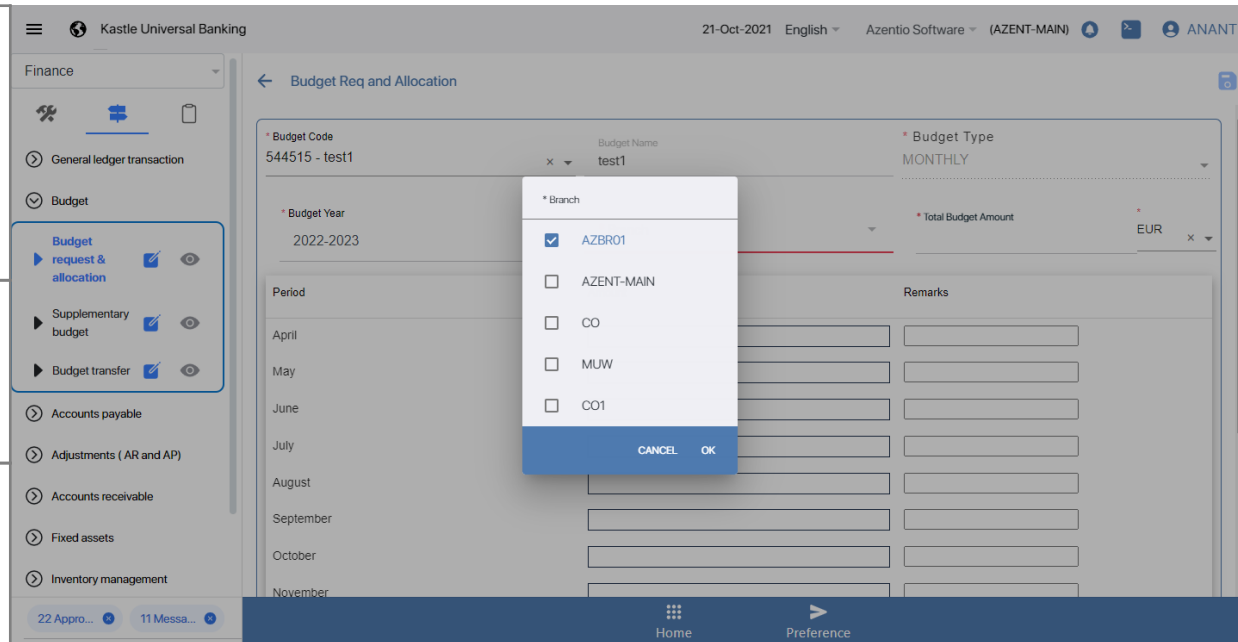 Kastle Universal Banking
21-Oct-2021 English Azentio Software (AZENT-MAIN) ANANT
Finance
Budget Req and Allocation
General ledger transaction
Budget
Budget
request &
allocation
Supplementary
budget
Budget transfer
Accounts payable
Adjustments ( AR and AP)
Accounts receivable
Fixed assets
Inventory management
22 Appro...
11 Messa...
* Budget Code
544515 - test1
Budget Name
test1
* Budget Type
MONTHLY
* Budget Year
2022-2023
* Total Budget Amount
*
EUR
Period
Remarks
April
May
June
July
August
September
October
November
* Branch
AZBR01
AZENT-MAIN
CO
MUW
CO1
CANCEL OK
Home
Preference